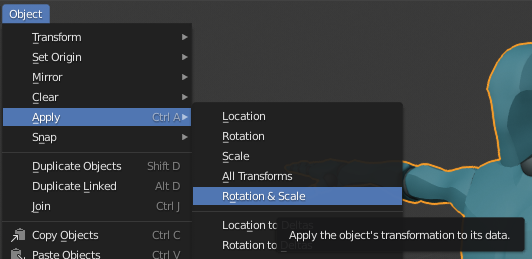 Object
Transform
Set Origin
Mirror
Clear
Apply Ctrl A
Snap
Duplicate Objects Shift D
Duplicate Linked Alt D
Join Ctrl J
Copy Objects Ctrl C
Paste Objects Ctrl V
Location
Rotation
Scale
All Transforms
Rotation & Scale
Location to Deltas
Rotation to
Apply the object's transformation to its data.